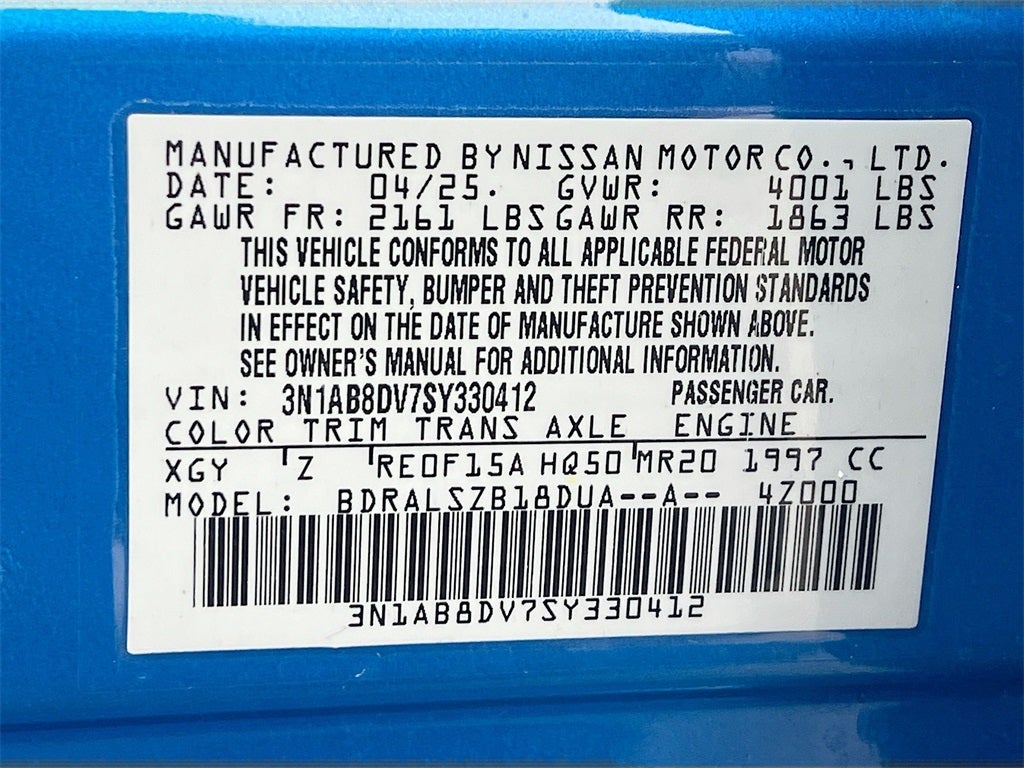 MANUFACTURED BY NISSAN MOTOR CO., LTD.
DATE: 04/25. GVWR: 4001 LBS
GAWR FR: 2161 LBS GAWR RR: 1863 LBS
THIS VEHICLE CONFORMS TO ALL APPLICABLE FEDERAL MOTOR
VEHICLE SAFETY, BUMPER AND THEFT PREVENTION STANDARDS
IN EFFECT ON THE DATE OF MANUFACTURE SHOWN ABOVE.
SEE OWNER'S MANUAL FOR ADDITIONAL INFORMATION.
VIN: 3N1AB8DV7SY330412 PASSENGER CAR.
COLOR TRIM TRANS AXLE ENGINE
XGY Z RE0F15A HQ50 MR20 1997 CC
MODEL: BDRALSZB18DUA--A-- 4Z000
3N1AB8DV7SY330412